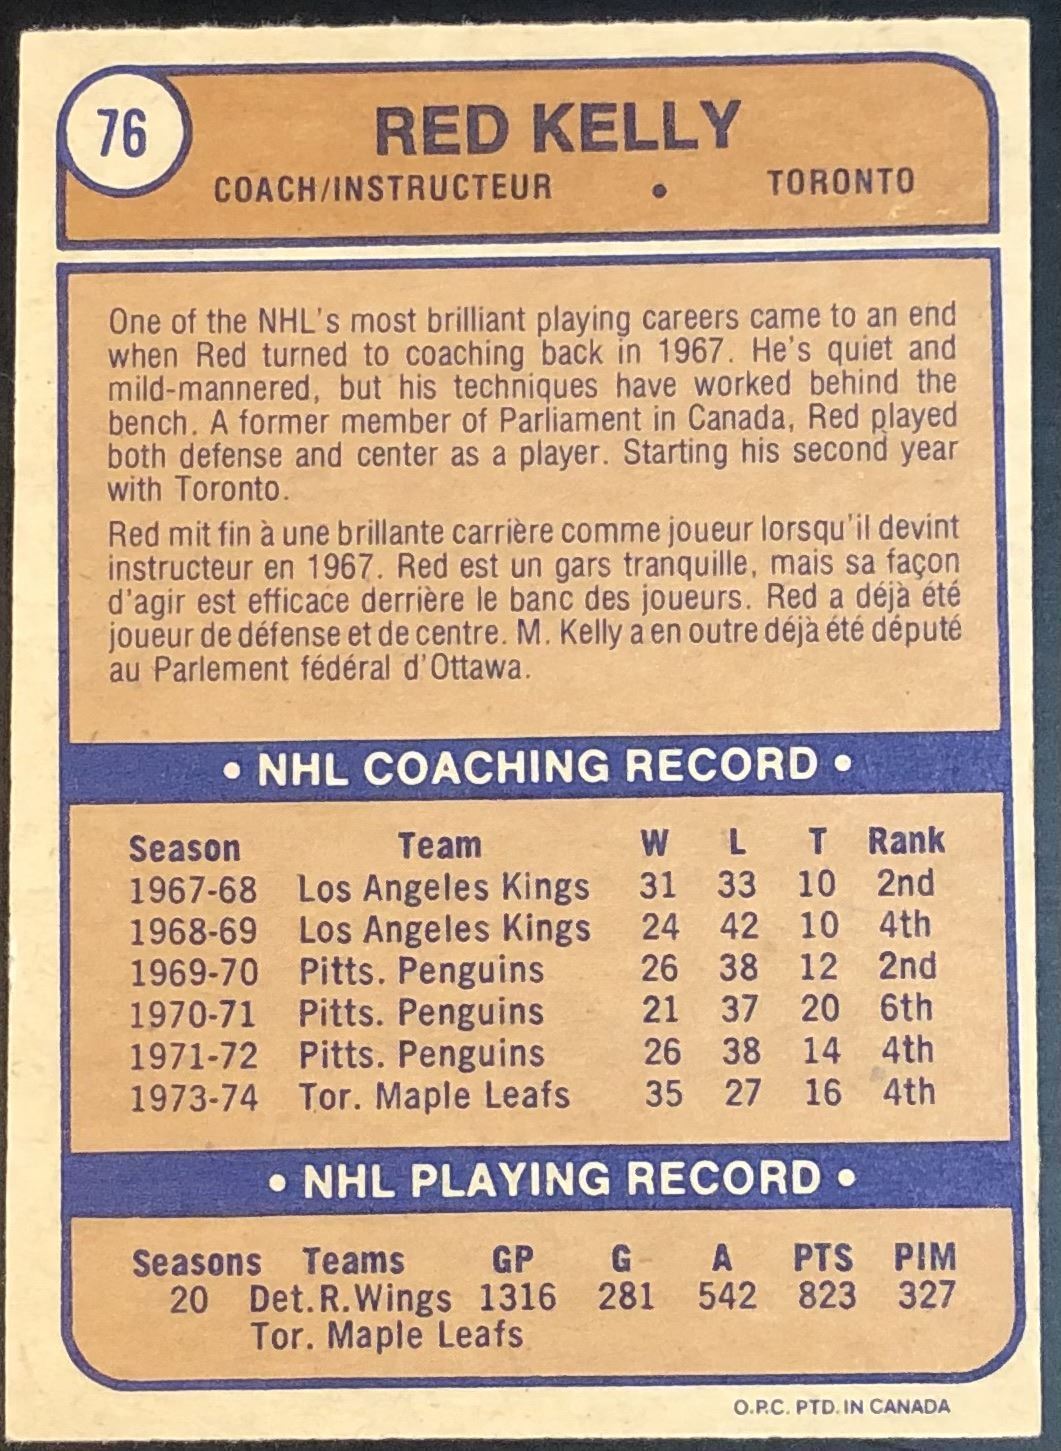 76
RED KELLY
COACH/INSTRUCTEUR • TORONTO
One of the NHL's most brilliant playing careers came to an end
when Red turned to coaching back in 1967. He's quiet and
mild-mannered, but his techniques have worked behind the
bench. A former member of Parliament in Canada, Red played
both defense and center as a player. Starting his second year
with Toronto.
Red mit fin à une brillante carrière comme joueur lorsqu'il devint
instructeur en 1967. Red est un gars tranquille, mais sa façon
d'agir est efficace derrière le banc des joueurs. Red a déjà été
joueur de défense et de centre. M. Kelly a en outre déjà été député
au Parlement fédéral d'Ottawa.
• NHL COACHING RECORD •
Season Team W L T Rank
1967-68 Los Angeles Kings 31 33 10 2nd
1968-69 Los Angeles Kings 24 42 10 4th
1969-70 Pitts. Penguins 26 38 12 2nd
1970-71 Pitts. Penguins 21 37 20 6th
1971-72 Pitts. Penguins 26 38 14 4th
1973-74 Tor. Maple Leafs 35 27 16 4th
• NHL PLAYING RECORD •
Seasons Teams GP G A PTS PIM
20 Det.R.Wings 1316 281 542 823 327
Tor. Maple Leafs
O.P.C. PTD. IN CANADA